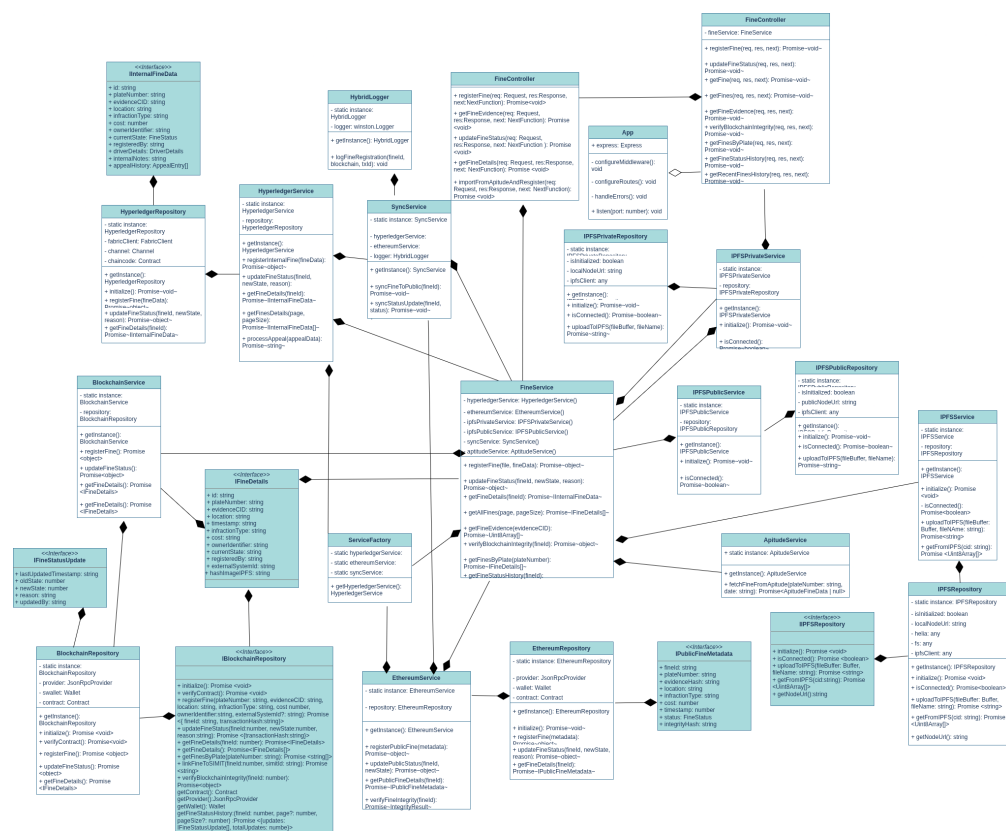 FineController
- fineService: FineService
+ registerFine(req, res, next): Promise~void~
+ updateFineStatus(req, res, next):
Promise~void~
+ getFine(req, res, next): Promise~void~
+ getFines(req, res, next): Promise~void~
+ getFineEvidence(req, res, next):
Promise~void~
+ verifyBlockchainIntegrity(req, res, next):
Promise~void~
+ getFinesByPlate(req, res, next):
Promise~void~
+ getFineStatusHistory(req, res, next):
Promise~void~
+ getRecentFinesHistory(req, res, next):
Promise~void~
<<Interface>>
IInternalFineData
+ id: string
+ plateNumber: string
+ evidenceCID: string
+ location: string
+ infractionType: string
+ cost: number
+ ownerIdentifier: string
+ currentState: FineStatus
+ registeredBy: string
+ driverDetails: DriverDetails
+ internalNotes: string
+ appealHistory: AppealEntry[]
HybridLogger
- static instance:
HybridLogger
- logger: winston.Logger
+ getInstance(): HybridLogger
+ logFineRegistration(fineId,
blockchain, txId): void
FineController
+ registerFine(req: Request, res:Response,
next:NextFunction): Promise<void>
+ getFineEvidence(req: Request,
res:Response, next: NextFunction): Promise
<void>
+ updateFineStatus(req: Request,
res:Response, next: NextFunction ): Promise
<void>
+ getFineDetails(req: Request, res:Response,
next: NextFunction): Promise <void>
+ importFromApitudeAndResgister(req:
Request, res:Response, next: NextFunction):
Promise <void>
App
+ express: Express
- configureMiddleware():
void
- configureRoutes(): void
- handleErrors(): void
+ listen(port: number): void
HyperledgerService
- static instance:
HyperledgerService
- repository:
HyperledgerRepository
+ getInstance():
HyperledgerService
+ registerInternalFine(fineData):
Promise~object~
+ updateFineStatus(fineId,
newState, reason):
+ getFineDetails(fineId):
Promise~IInternalFineData~
+ getFinesDetails(page,
pageSize):
Promise~IInternalFineData[]~
+ processAppeal(appealData):
Promise~string~
SyncService
- static instance: SyncService
- hyperledgerService:
- ethereumService:
- logger: HybridLogger
+ getInstance(): SyncService
+ syncFineToPublic(fineId):
Promise~void~
+ syncStatusUpdate(fineId,
status): Promise~void~
HyperledgerRepository
- static instance:
HyperledgerRepository
- fabricClient: FabricClient
- channel: Channel
- chaincode: Contract
+ getInstance():
HyperledgerRepository
+ initialize(): Promise~void~
+ registerFine(fineData):
Promise~object~
+ updateFineStatus(fineId, newState,
reason): Promise~object~
+ getFineDetails(fineId):
Promise~IInternalFineData~
IPFSPrivateRepository
- static instance:
- isInitialized: boolean
- localNodeUrl: string
- ipfsClient: any
+ getInstance():
+ initialize(): Promise~void~
+ isConnected(): Promise~boolean~
+ uploadToIPFS(fileBuffer, fileName):
Promise~string~
IPFSPrivateService
- static instance:
IPFSPrivateService
- repository:
IPFSPrivateRepository
+ getInstance():
IPFSPrivateService
+ initialize(): Promise~void~
+ isConnected():
Promise~boolean~
BlockchainService
- static instance:
BlockchainService
- repository:
BlockchainRepository
+ getInstance():
BlockchainService
+ registerFine(): Promise
<object>
+ updateFineStatus():
Promise<object>
+ getFineDetails(): Promise
<IFineDetails>
+ getFineDetails(): Promise
<IFineDetails>
FineService
- hyperledgerService: HyperledgerService()
- ethereumService: EthereumService()
- ipfsPrivateService: IPFSPrivateService()
- ipfsPublicService: IPFSPublicService()
- syncService: SyncService()
- aptitudeService: AptitudeService()
+ registerFine(file, fineData): Promise~object~
+ updateFineStatus(fineId, newState, reason):
Promise~object~
+ getFineDetails(fineId): Promise~IInternalFineData~
+ getAllFines(page, pageSize): Promise~IFineDetails[]~
+ getFineEvidence(evidenceCID):
Promise~Uint8Array[]~
+ verifyBlockchainIntegrity(fineId): Promise~object~
+ getFinesByPlate(plateNumber):
Promise~IFineDetails[]~
+ getFineStatusHistory(fineId):
IPFSPublicService
- static instance:
IPFSPublicService
- repository:
IPFSPublicRepository
+ getInstance():
IPFSPublicService
+ initialize(): Promise~void~
+ isConnected():
Promise~boolean~
IPFSPublicRepository
- static instance:
- isInitialized: boolean
- publicNodeUrl: string
- ipfsClient: any
+ getInstance():
+ initialize(): Promise~void~
+ isConnected(): Promise~boolean~
+ uploadToIPFS(fileBuffer, fileName):
Promise~string~
IPFSService
- static instance:
IPFSService
- repository:
IPFSRepository
+ getInstance():
IPFSService
+ initialize(): Promise
<void>
- isConnected():
Promise<boolean>
+ uploadToIPFS(fileBuffer:
Buffer, fileNAme: string):
Promise<string>
+ getFromIPFS(cid: string):
Promise <Uint8Array[]>
<<Interface>>
IFineDetails
+ id: string
+ plateNumber: string
+ evidenceCID: string
+ location: string
+ timestamp: string
+ infractionType: string
+ cost: string
+ ownerIdentifier: string
+ currentState: string
+ registeredBy: string
+ externalSystemId: string
+ hashImageIPFS: string
ServiceFactory
- static hyperledgerService:
- static ethereumService:
- static syncService:
+ getHyperledgerService():
HyperledgerService
ApitudeService
- static instance: ApitudeService
+ getInstance(): ApitudeService
+ fetchFineFromApitude(plateNumber: string,
date: string): Promise<ApitudeFineData | null>
<<Interface>>
IFineStatusUpdate
+ lastUpdatedTimestamp: string
+ oldState: number
+ newState: number
+ reason: string
+ updatedBy: string
BlockchainRepository
- static instance:
BlockchainRepository
- provider: JsonRpcProvider
- swallet: Wallet
- contract: Contract
+ getInstance():
BlockchainRepository
+ initialize(): Promise<void>
+ verifyContract(): Promise<void>
+ registerFine(): Promise <object>
+ updateFineStatus(): Promise
<object>
+ getFineDetails(): Promise
<IFineDetails>
<<Interface>>
IBlockchainRepository
+ initialize(): Promise <void>
+ verifyContract(): Promise <void>
+ registerFine(plateNumber: string, evidenceCID: string,
location: string, infractionType: string, cost number,
ownerIdentifier:string, externalSystemId?: string): Promise
<{ fineId: string, transactionHash:string}>
+ updateFineStatus(fineId:number, newState:number,
reason:string): Promise <{transactionHash:string}>
+ getFineDetails(fineId: number): Promise<IFineDetails>
+ getFineDetails(): Promise <IFineDetails[]>
+ getFinesByPlate(plateNumber: string): Promise <string[]>
+ linkFineToSIMIT(fineId:number, simitId: string): Promise
<string>
+ verifyBlockchainIntegrity(fineId: number):
Promise<object>
getContract(): Contract
getProvider():JsonRpcProvider
getWallet(): Wallet
getFineStatusHistory:(fineId: number, page?: number,
pageSize?: number) :Promise <{updates:
IFineStatusUpdate[], totalUpdates: number}>
EthereumService
- static instance: EthereumService
- repository: EthereumRepository
+ getInstance(): EthereumService
+ registerPublicFine(metadata):
Promise~object~
+ updatePublicStatus(fineId,
newState): Promise~object~
+ getPublicFineDetails(fineId):
Promise~IPublicFineMetadata~
+ verifyFineIntegrity(fineId):
Promise~IntegrityResult~
EthereumRepository
- static instance: EthereumRepository
- provider: JsonRpcProvider
- wallet: Wallet
- contract: Contract
+ getInstance(): EthereumRepository
+ initialize(): Promise~void~
+ registerFine(metadata):
Promise~object~
+ updateFineStatus(fineId, newState,
reason): Promise~object~
+ getFineDetails(fineId):
Promise~IPublicFineMetadata~
<<Interface>>
IPublicFineMetadata
+ fineId: string
+ plateNumber: string
+ evidenceHash: string
+ location: string
+ infractionType: string
+ cost: number
+ timestamp: number
+ status: FineStatus
+ integrityHash: string
<<Interface>>
IIPFSRepository
+ initialize(): Promise <void>
+ isConnected(): Promise <boolean>
+ uploadToIPFS(fileBuffer: Buffer,
fileName: string): Promise <string>
+ getFromIPFS(cid:string): Promise
<Uint8Array[]>
+ getNodeUrl():string
IPFSRepository
- static instance: IPFSRepository
- isInitialized: boolean
- localNodeUrl: string
- helia: any
- fs: any
- ipfsClient: any
+ getInstance(): IPFSRepository
+ initialize(): Promise <void>
+ isConnected(): Promise<boolean>
+ uploadToIPFS(fileBuffer: Buffer,
fileName: string): Promise <string>
+ getFromIPFS(cid: string): Promise
<Uint8Array[]>
+ getNodeUrl(): string